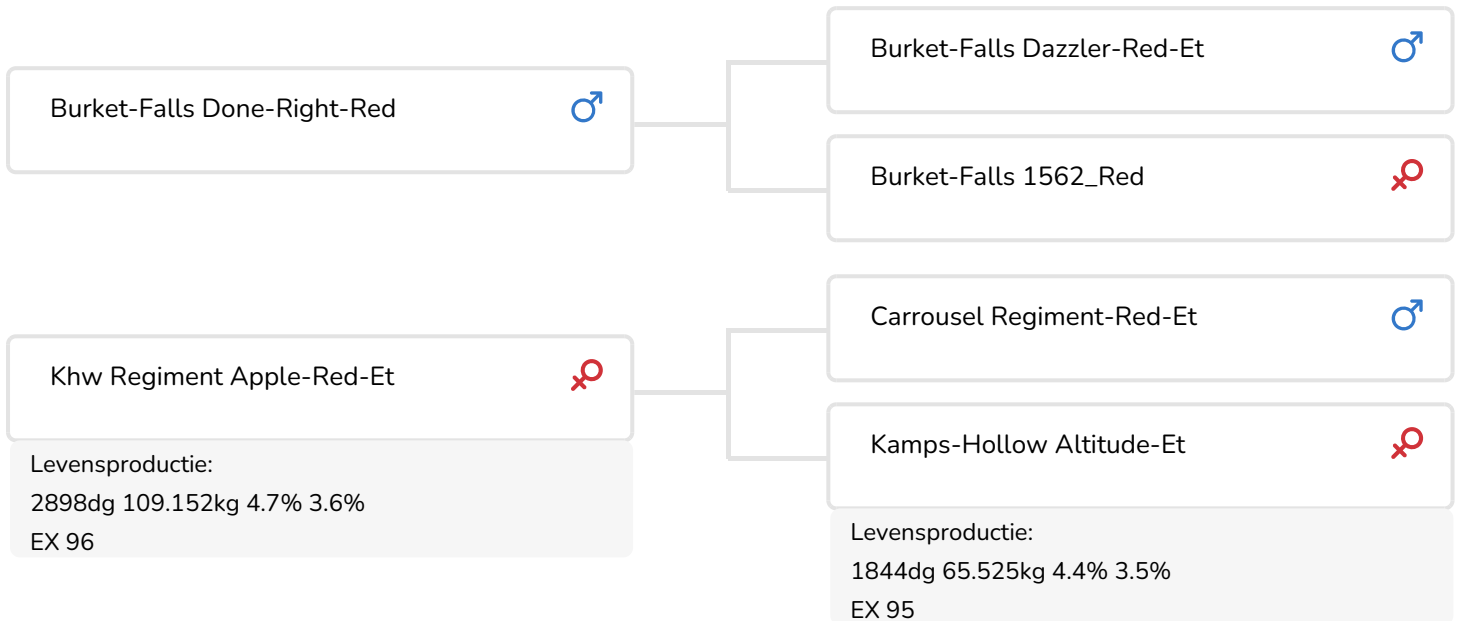 Burket-Falls Done-Right-Red
Burket-Falls Dazzler-Red-Et
Burket-Falls 1562_Red
Khw Regiment Apple-Red-Et
Levensproductie:
2898dg 109.152kg 4.7% 3.6%
EX 96
Carrousel Regiment-Red-Et
Kamps-Hollow Altitude-Et
Levensproductie:
1844dg 65.525kg 4.4% 3.5%
EX 95